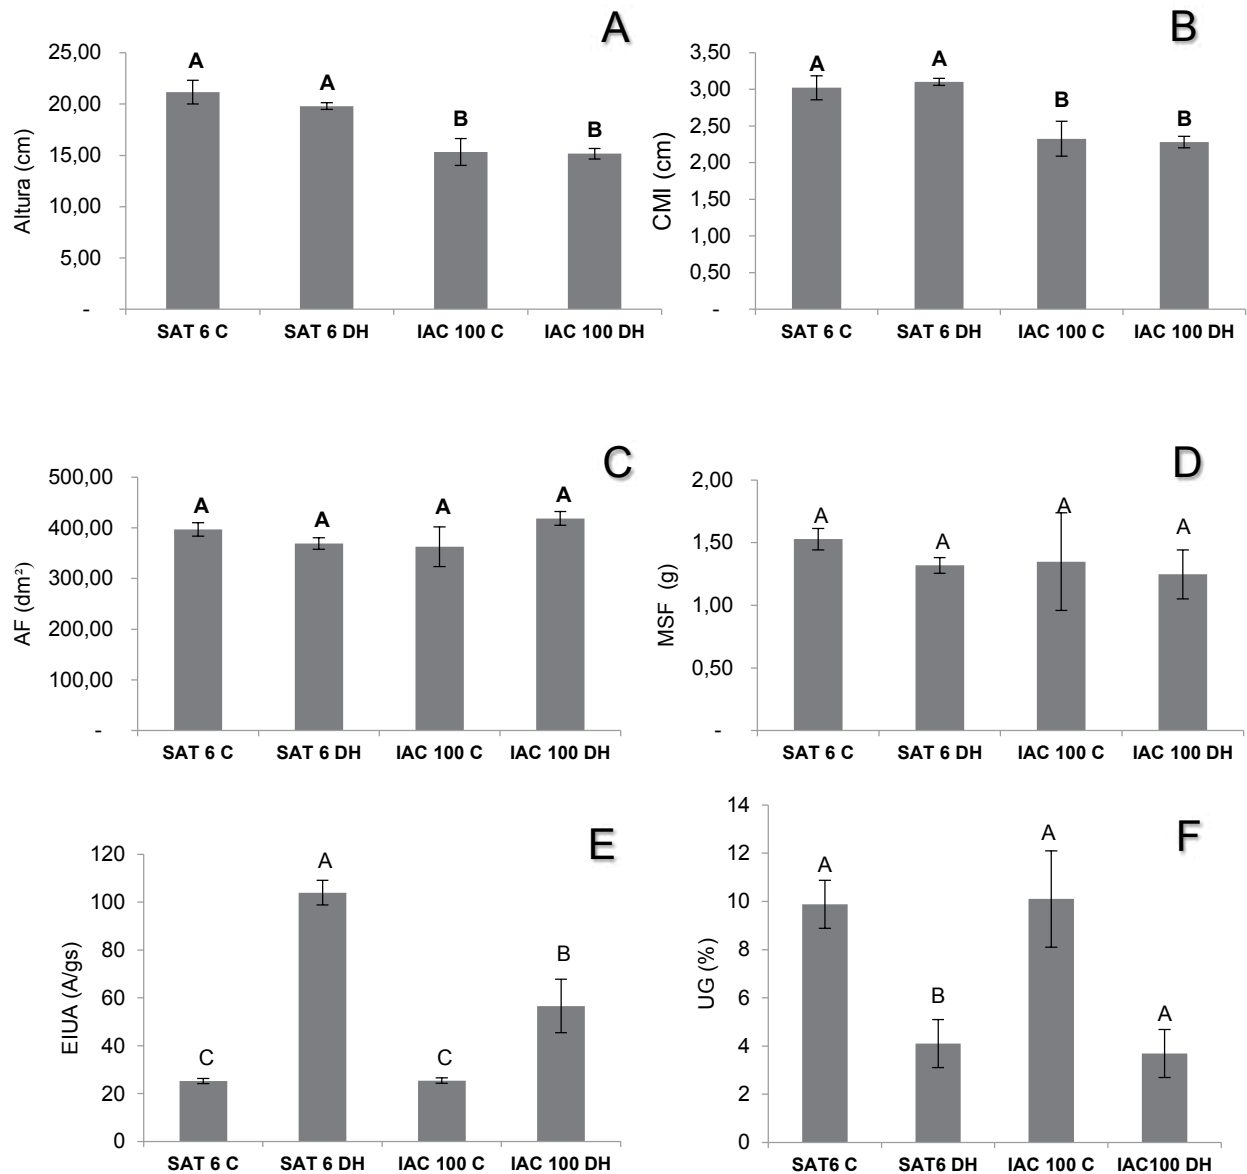 A
Altura (cm)
25,00
20,00
15,00
10,00
5,00
-
A
A
B
B
SAT 6 C
SAT 6 DH
IAC 100 C
IAC 100 DH
B
CMI (cm)
3,50
3,00
2,50
2,00
1,50
1,00
0,50
-
A
A
B
B
SAT 6 C
SAT 6 DH
IAC 100 C
IAC 100 DH
C
AF (dm²)
500,00
400,00
300,00
200,00
100,00
-
A
A
A
A
SAT 6 C
SAT 6 DH
IAC 100 C
IAC 100 DH
D
MSF (g)
2,00
1,50
1,00
0,50
-
A
A
A
A
SAT 6 C
SAT 6 DH
IAC 100 C
IAC 100 DH
E
EIUA (A/gs)
120
100
80
60
40
20
0
C
A
C
B
SAT 6 C
SAT 6 DH
IAC 100 C
IAC 100 DH
F
UG (%)
14
12
10
8
6
4
2
0
A
B
A
A
SAT6 C
SAT6 DH
IAC 100 C
IAC100 DH